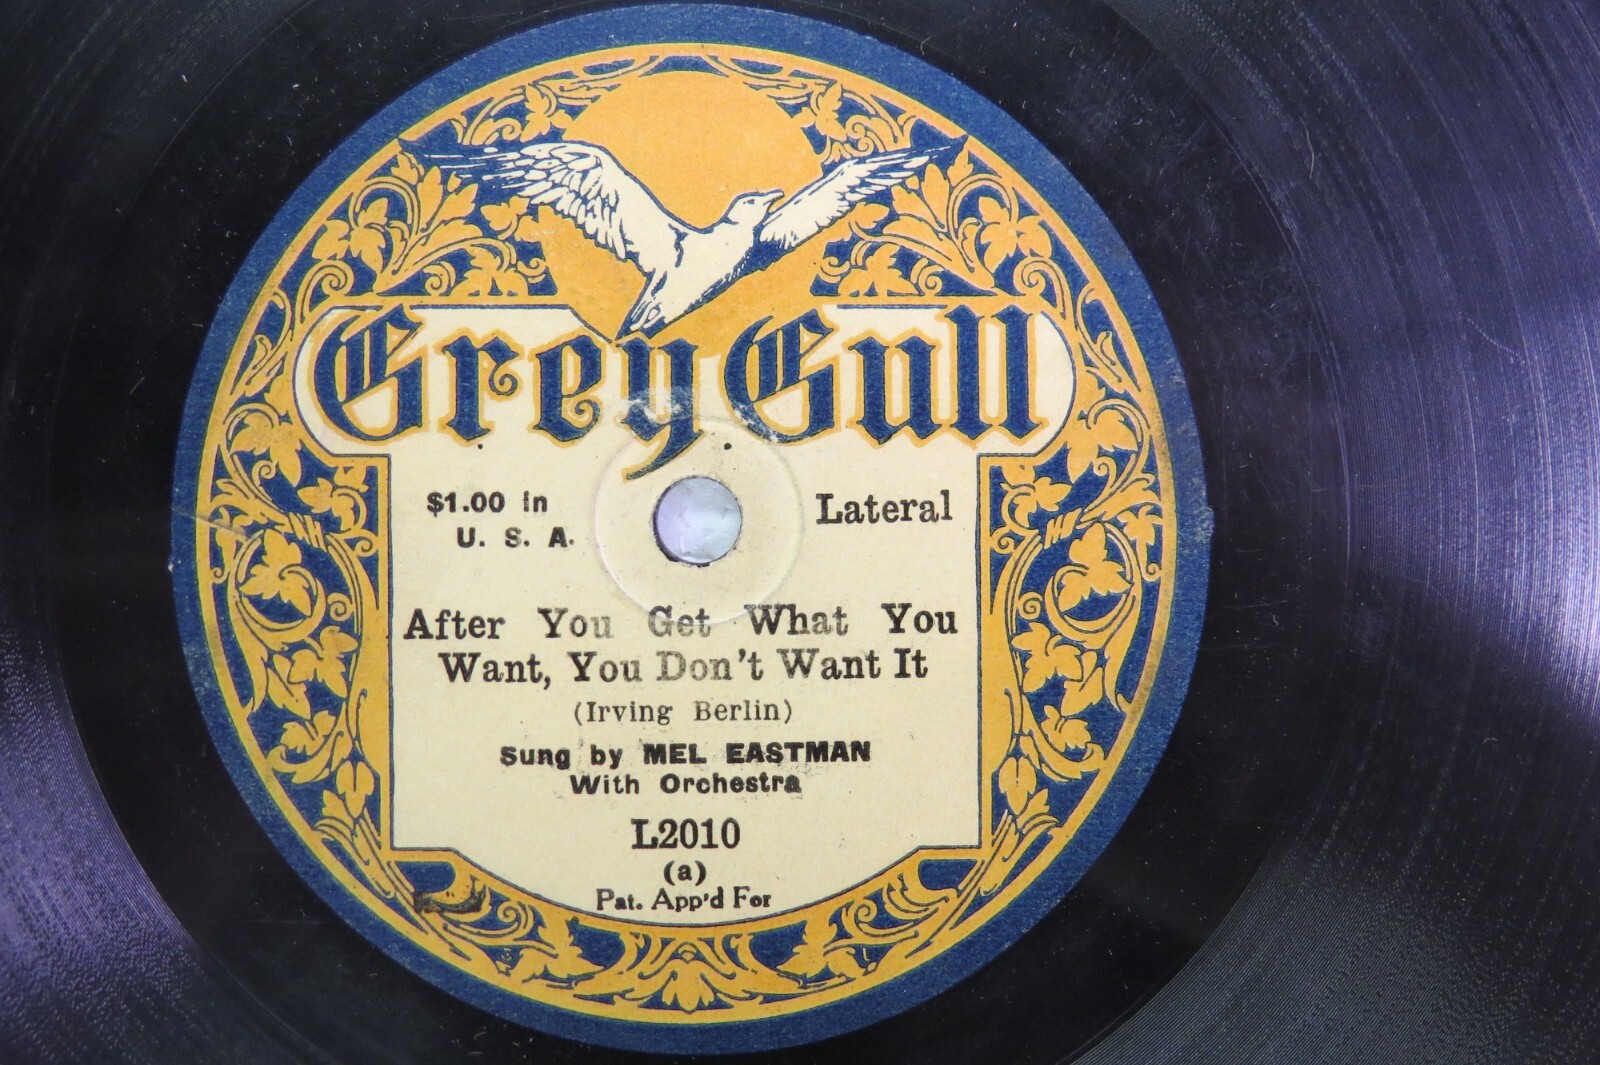 Grey Gull
$1.00 in
U. S. A.
Lateral
After You Get What You
Want, You Don't Want It
(Irving Berlin)
Sung by MEL EASTMAN
With Orchestra
L2010
(a)
Pat. App'd For